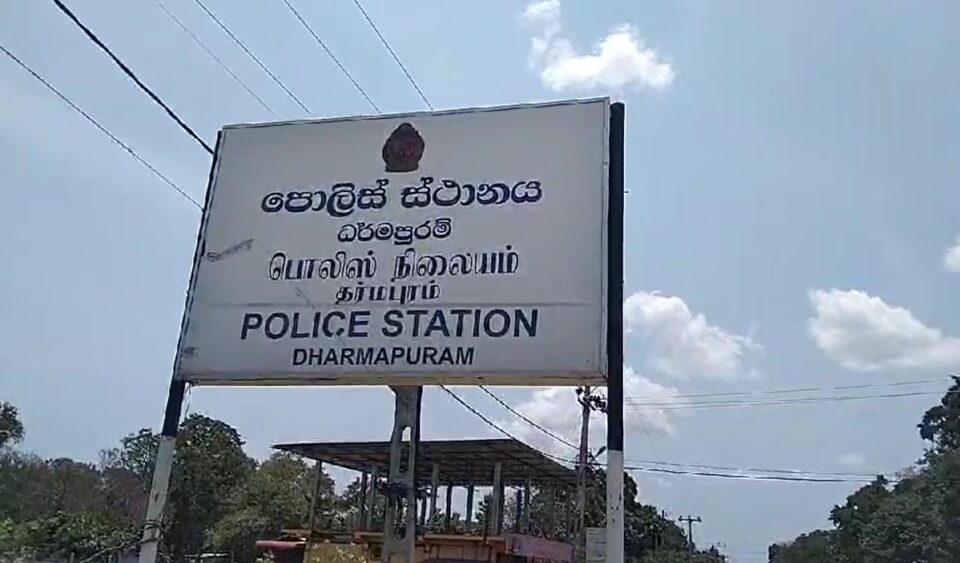 පොලිස් ස්ථානය
ධර්මපුරම්
பொலிஸ் நிலையம்
தர்மபுரம்
POLICE STATION
DHARMAPURAM